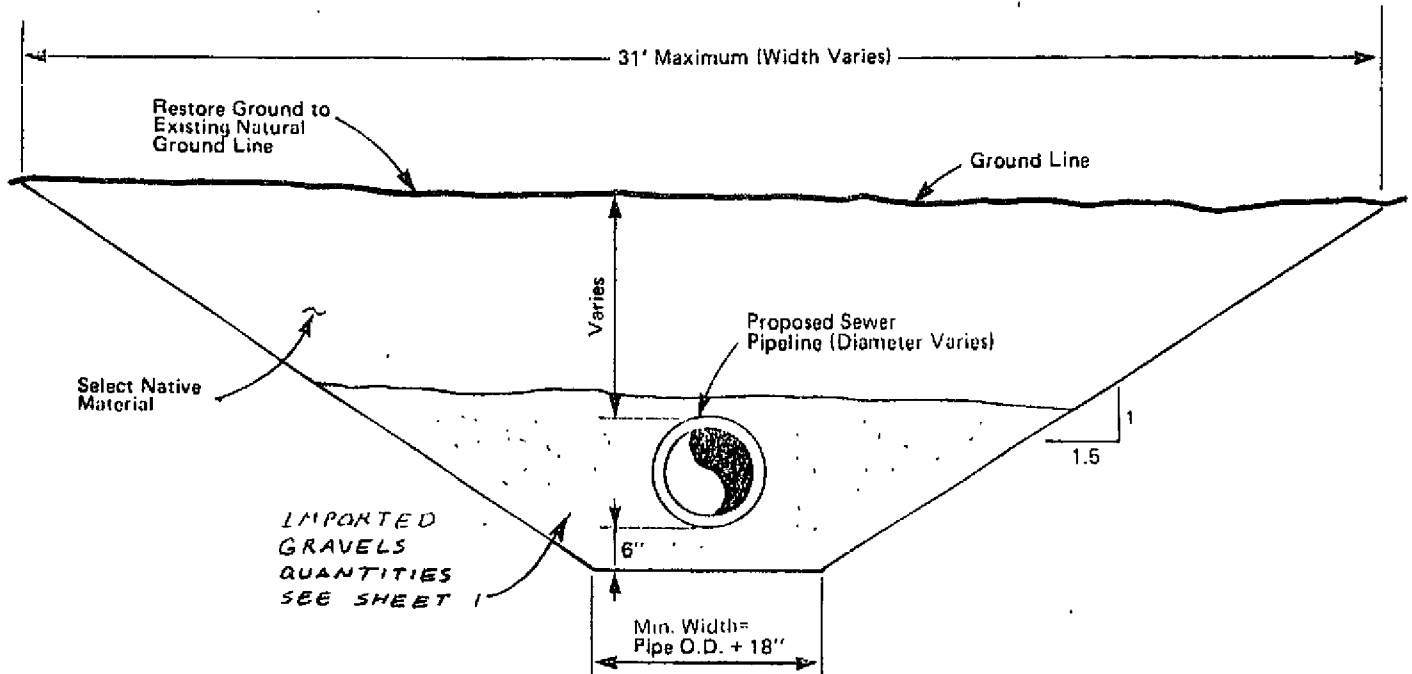 31' Maximum (Width Varies)
Restore Ground to
Existing Natural
Ground Line
Ground Line
Varies
Proposed Sewer
Pipeline (Diameter Varies)
Select Native
Material
1
1.5
IMPORTED
GRAVELS
QUANTITIES
SEE SHEET 1
6"
Min. Width=
Pipe O.D. + 18"